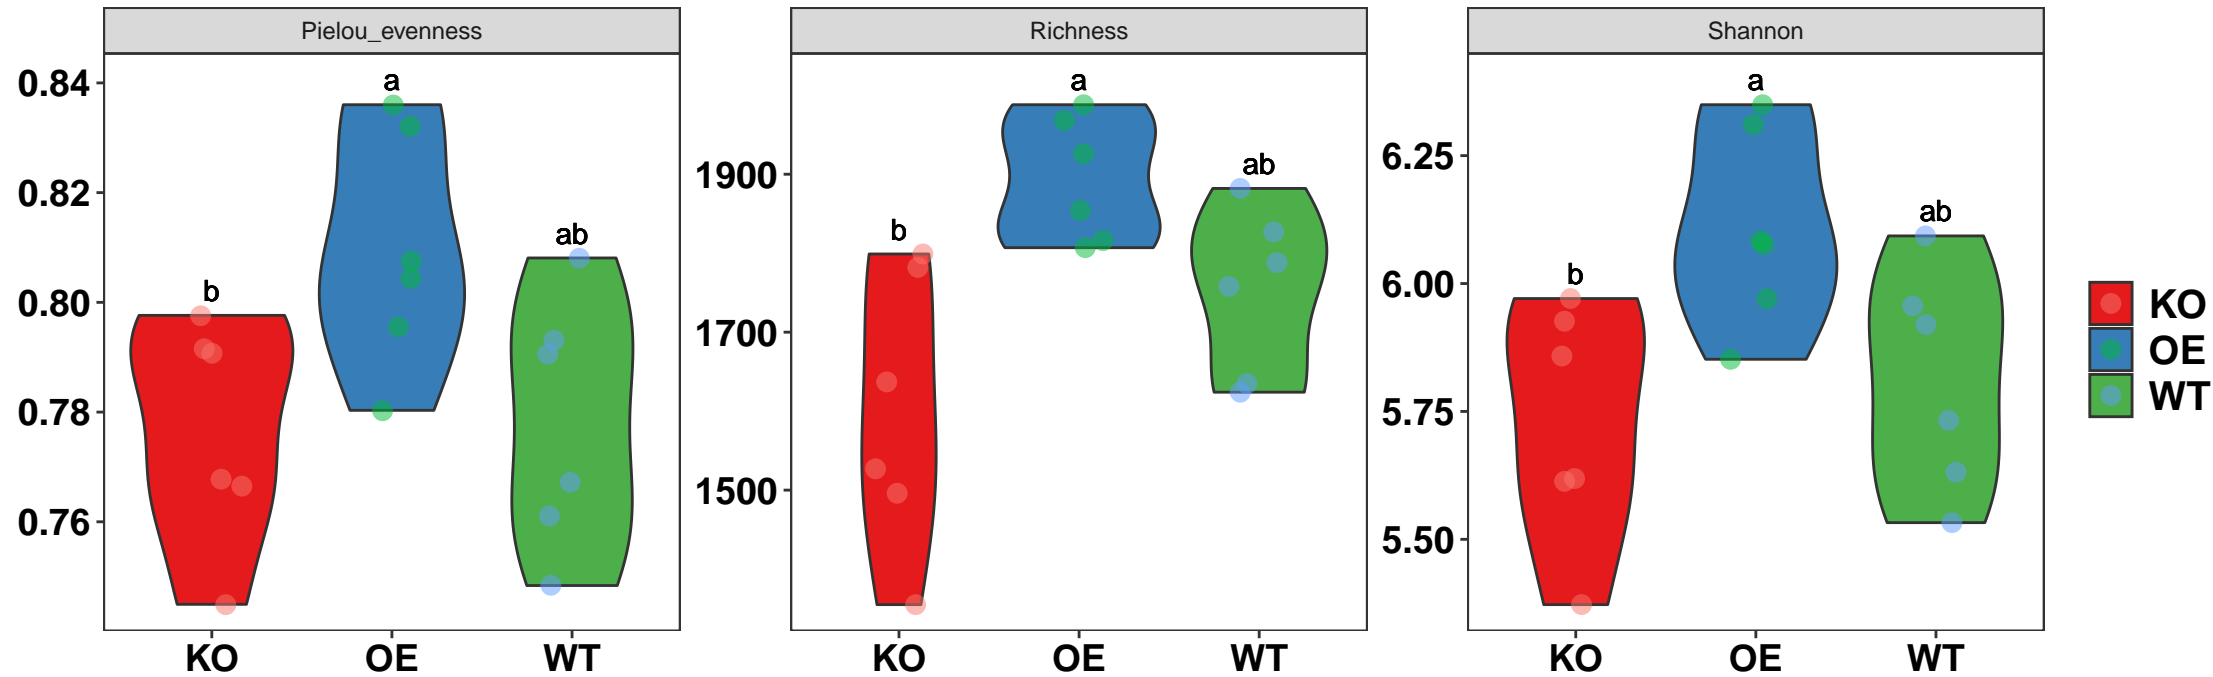 Pielou_evenness
Richness
Shannon
0.84
0.82
0.80
0.78
0.76
b
a
ab
KO
OE
WT
1900
1700
1500
b
a
ab
KO
OE
WT
6.25
6.00
5.75
5.50
b
a
ab
KO
OE
WT
KO
OE
WT